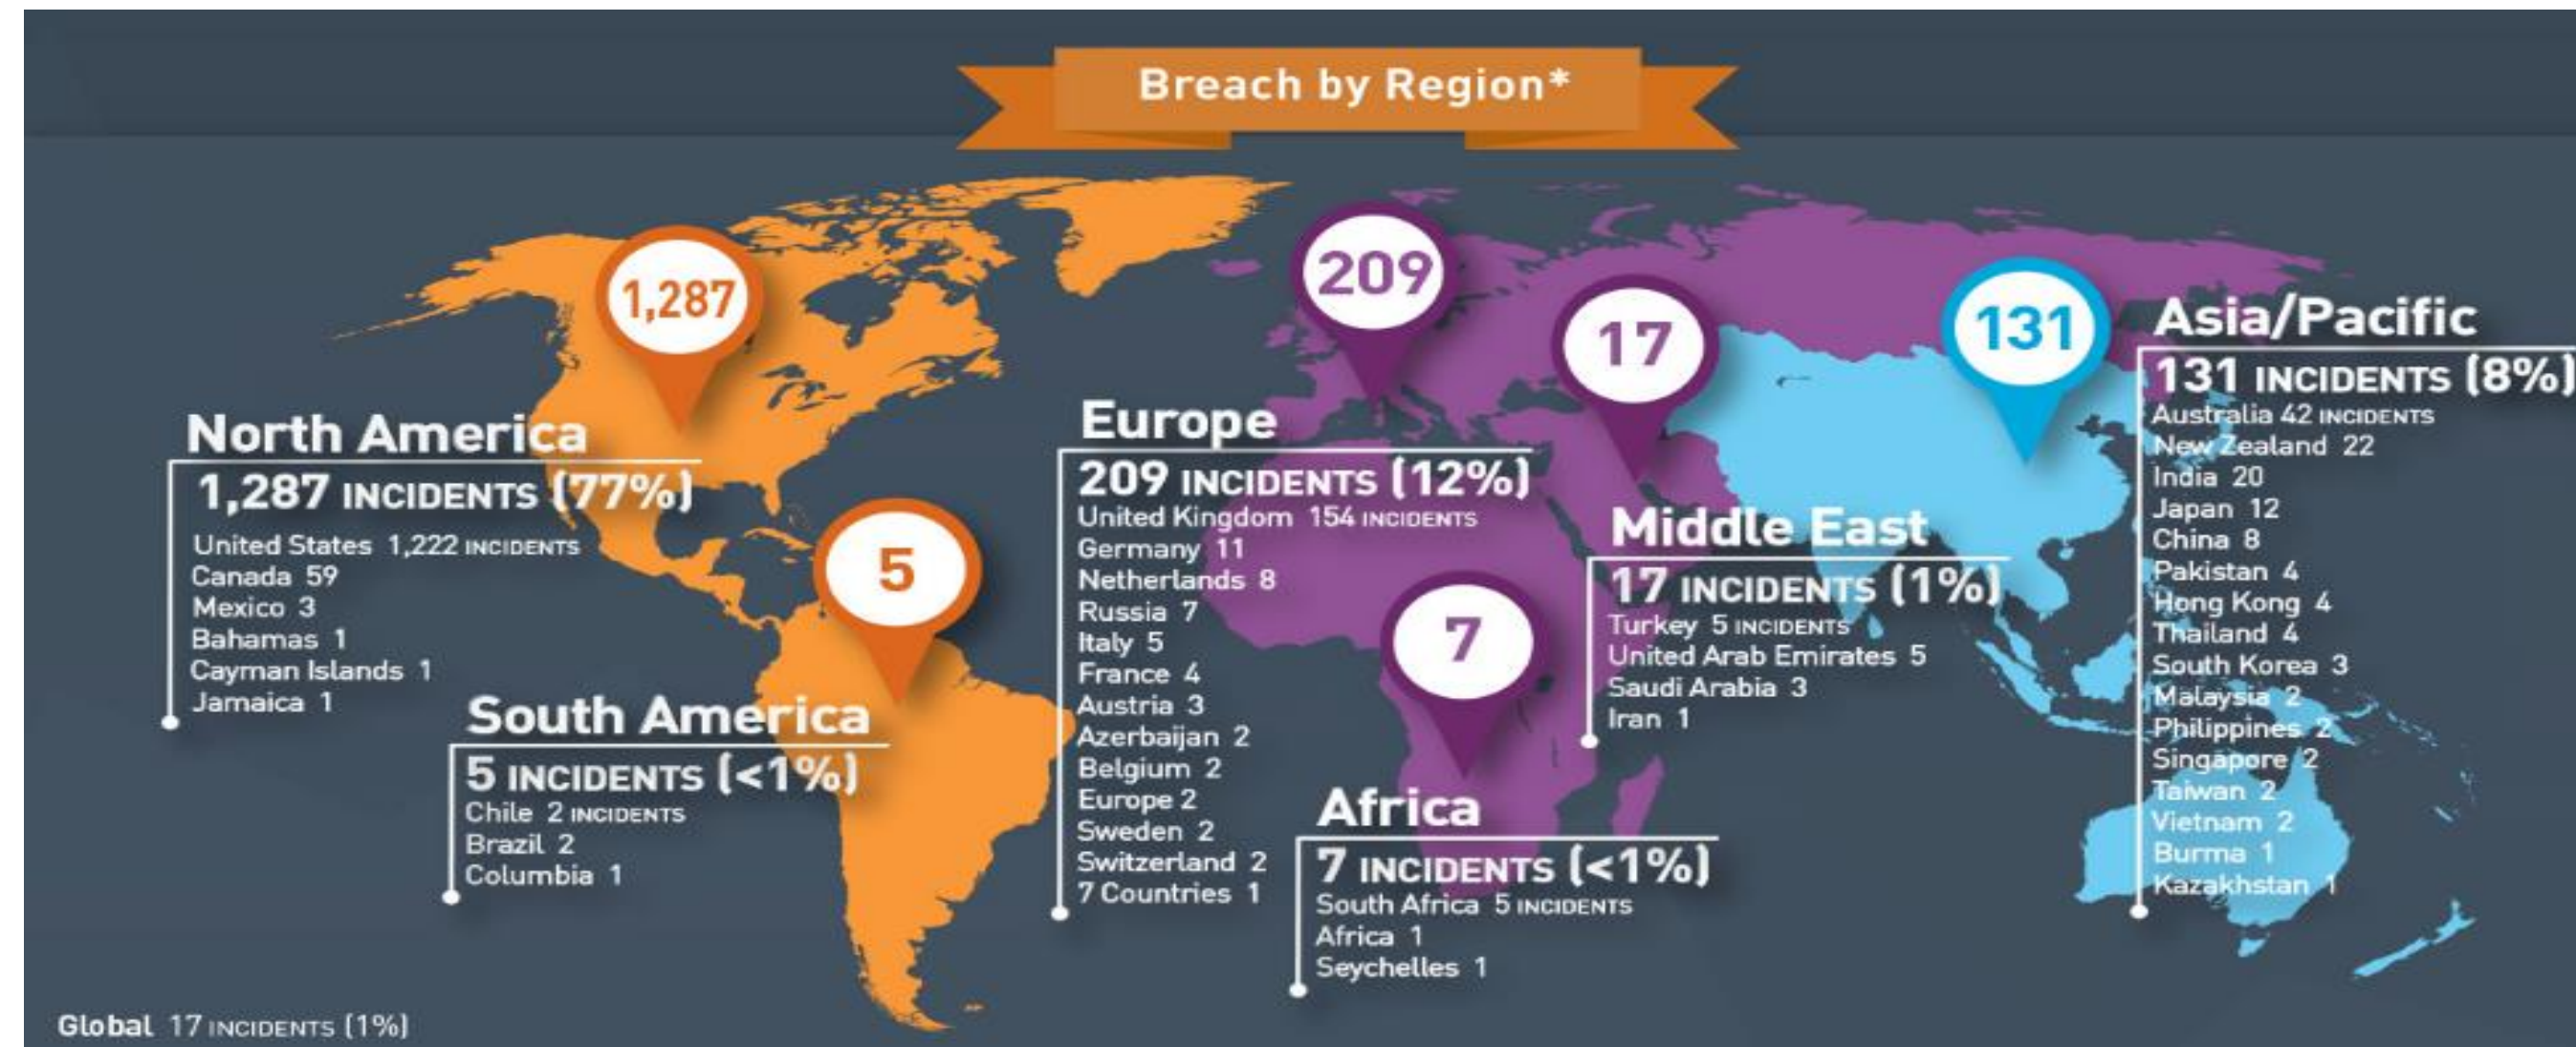 Breach by Region*
1,287
209
17
131
5
7
North America
1,287 INCIDENTS (77%)
United States 1,222 INCIDENTS
Canada 59
Mexico 3
Bahamas 1
Cayman Islands 1
Jamaica 1
South America
5 INCIDENTS (<1%)
Chile 2 INCIDENTS
Brazil 2
Columbia 1
Europe
209 INCIDENTS (12%)
United Kingdom 154 INCIDENTS
Germany 11
Netherlands 8
Russia 7
Italy 5
France 4
Austria 3
Azerbaijan 2
Belgium 2
Europe 2
Sweden 2
Switzerland 2
7 Countries 1
Africa
7 INCIDENTS (<1%)
South Africa 5 INCIDENTS
Africa 1
Seychelles 1
Middle East
17 INCIDENTS (1%)
Turkey 5 INCIDENTS
United Arab Emirates 5
Saudi Arabia 3
Iran 1
Asia/Pacific
131 INCIDENTS (8%)
Australia 42 INCIDENTS
New Zealand 22
India 20
Japan 12
China 8
Pakistan 4
Hong Kong 4
Thailand 4
South Korea 3
Malaysia 2
Philippines 2
Singapore 2
Taiwan 2
Vietnam 2
Burma 1
Kazakhstan 1
Global 17 INCIDENTS (1%)